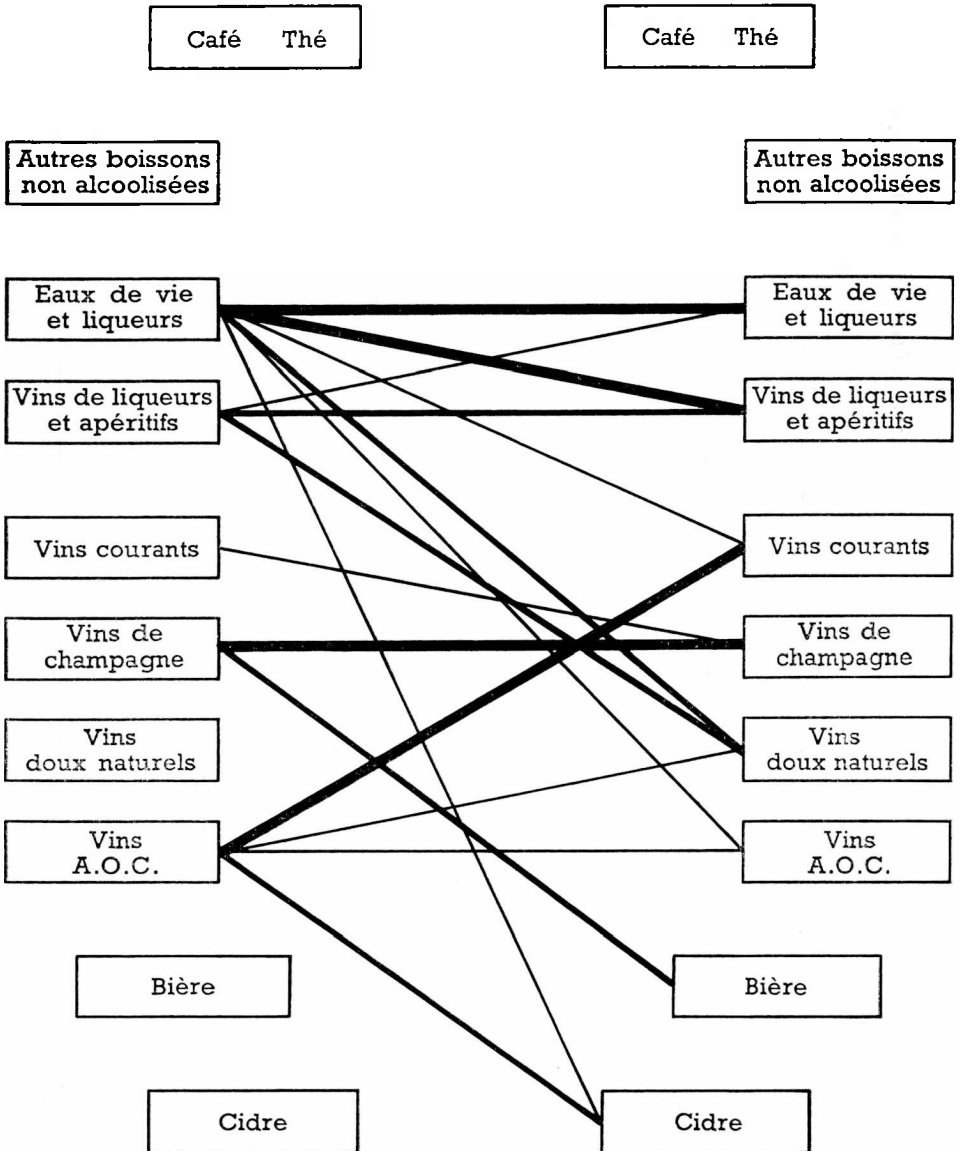 Café Thé
Café Thé
Autres boissons
non alcoolisées
Autres boissons
non alcoolisées
Eaux de vie
et liqueurs
Eaux de vie
et liqueurs
Vins de liqueurs
et apéritifs
Vins de liqueurs
et apéritifs
Vins courants
Vins courants
Vins de
champagne
Vins de
champagne
Vins
doux naturels
Vins
doux naturels
Vins
A.O.C.
Vins
A.O.C.
Bière
Bière
Cidre
Cidre